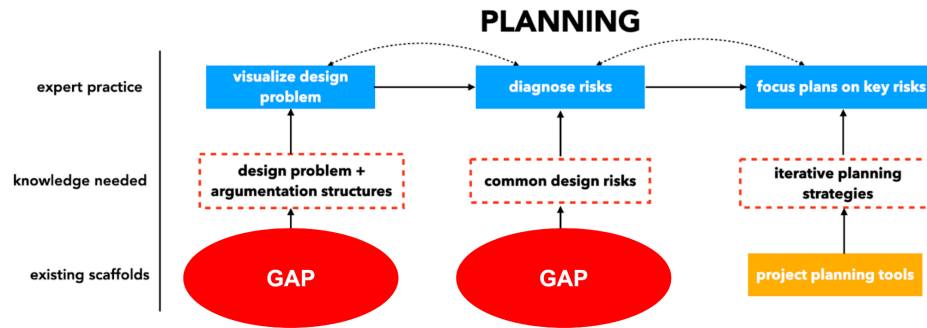 PLANNING
expert practice
visualize design
problem
diagnose risks
focus plans on key risks
knowledge needed
design problem +
argumentation structures
common design risks
iterative planning
strategies
existing scaffolds
GAP
GAP
project planning tools